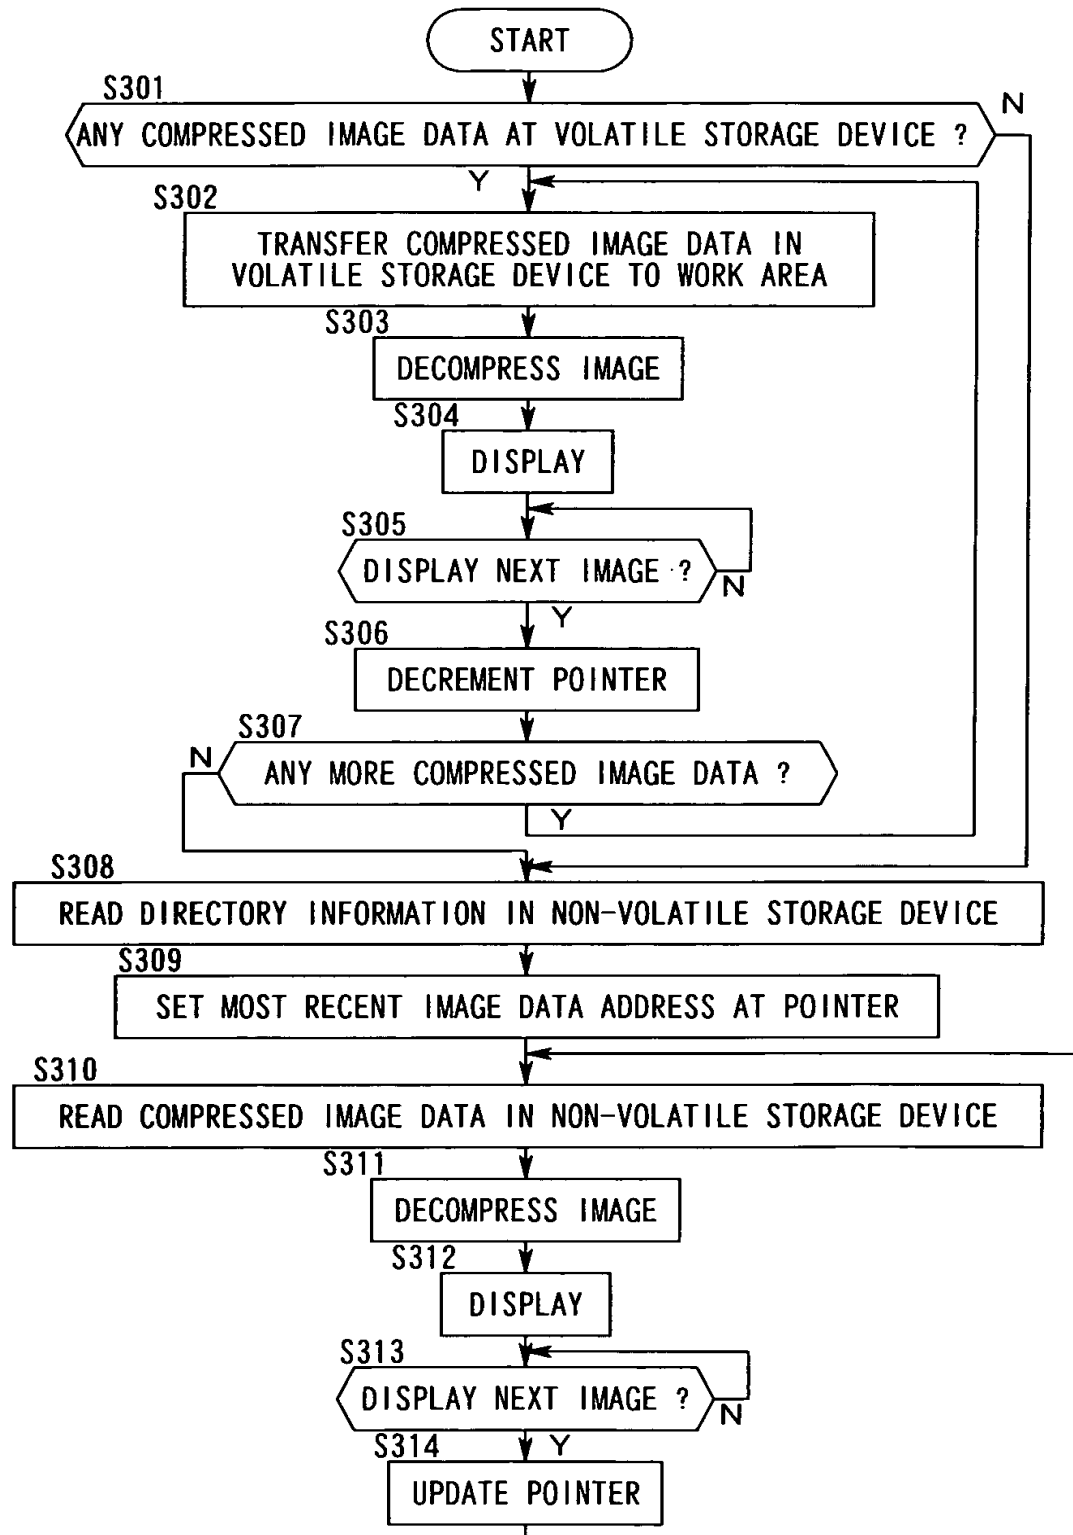 START
S301
N
ANY COMPRESSED IMAGE DATA AT VOLATILE STORAGE DEVICE ?
Y
S302
TRANSFER COMPRESSED IMAGE DATA IN
VOLATILE STORAGE DEVICE TO WORK AREA
S303
DECOMPRESS IMAGE
S304
DISPLAY
S305
DISPLAY NEXT IMAGE ?
N
Y
S306
DECREMENT POINTER
S307
N
ANY MORE COMPRESSED IMAGE DATA ?
Y
S308
READ DIRECTORY INFORMATION IN NON-VOLATILE STORAGE DEVICE
S309
SET MOST RECENT IMAGE DATA ADDRESS AT POINTER
S310
READ COMPRESSED IMAGE DATA IN NON-VOLATILE STORAGE DEVICE
S311
DECOMPRESS IMAGE
S312
DISPLAY
S313
DISPLAY NEXT IMAGE ?
N
S314
Y
UPDATE POINTER